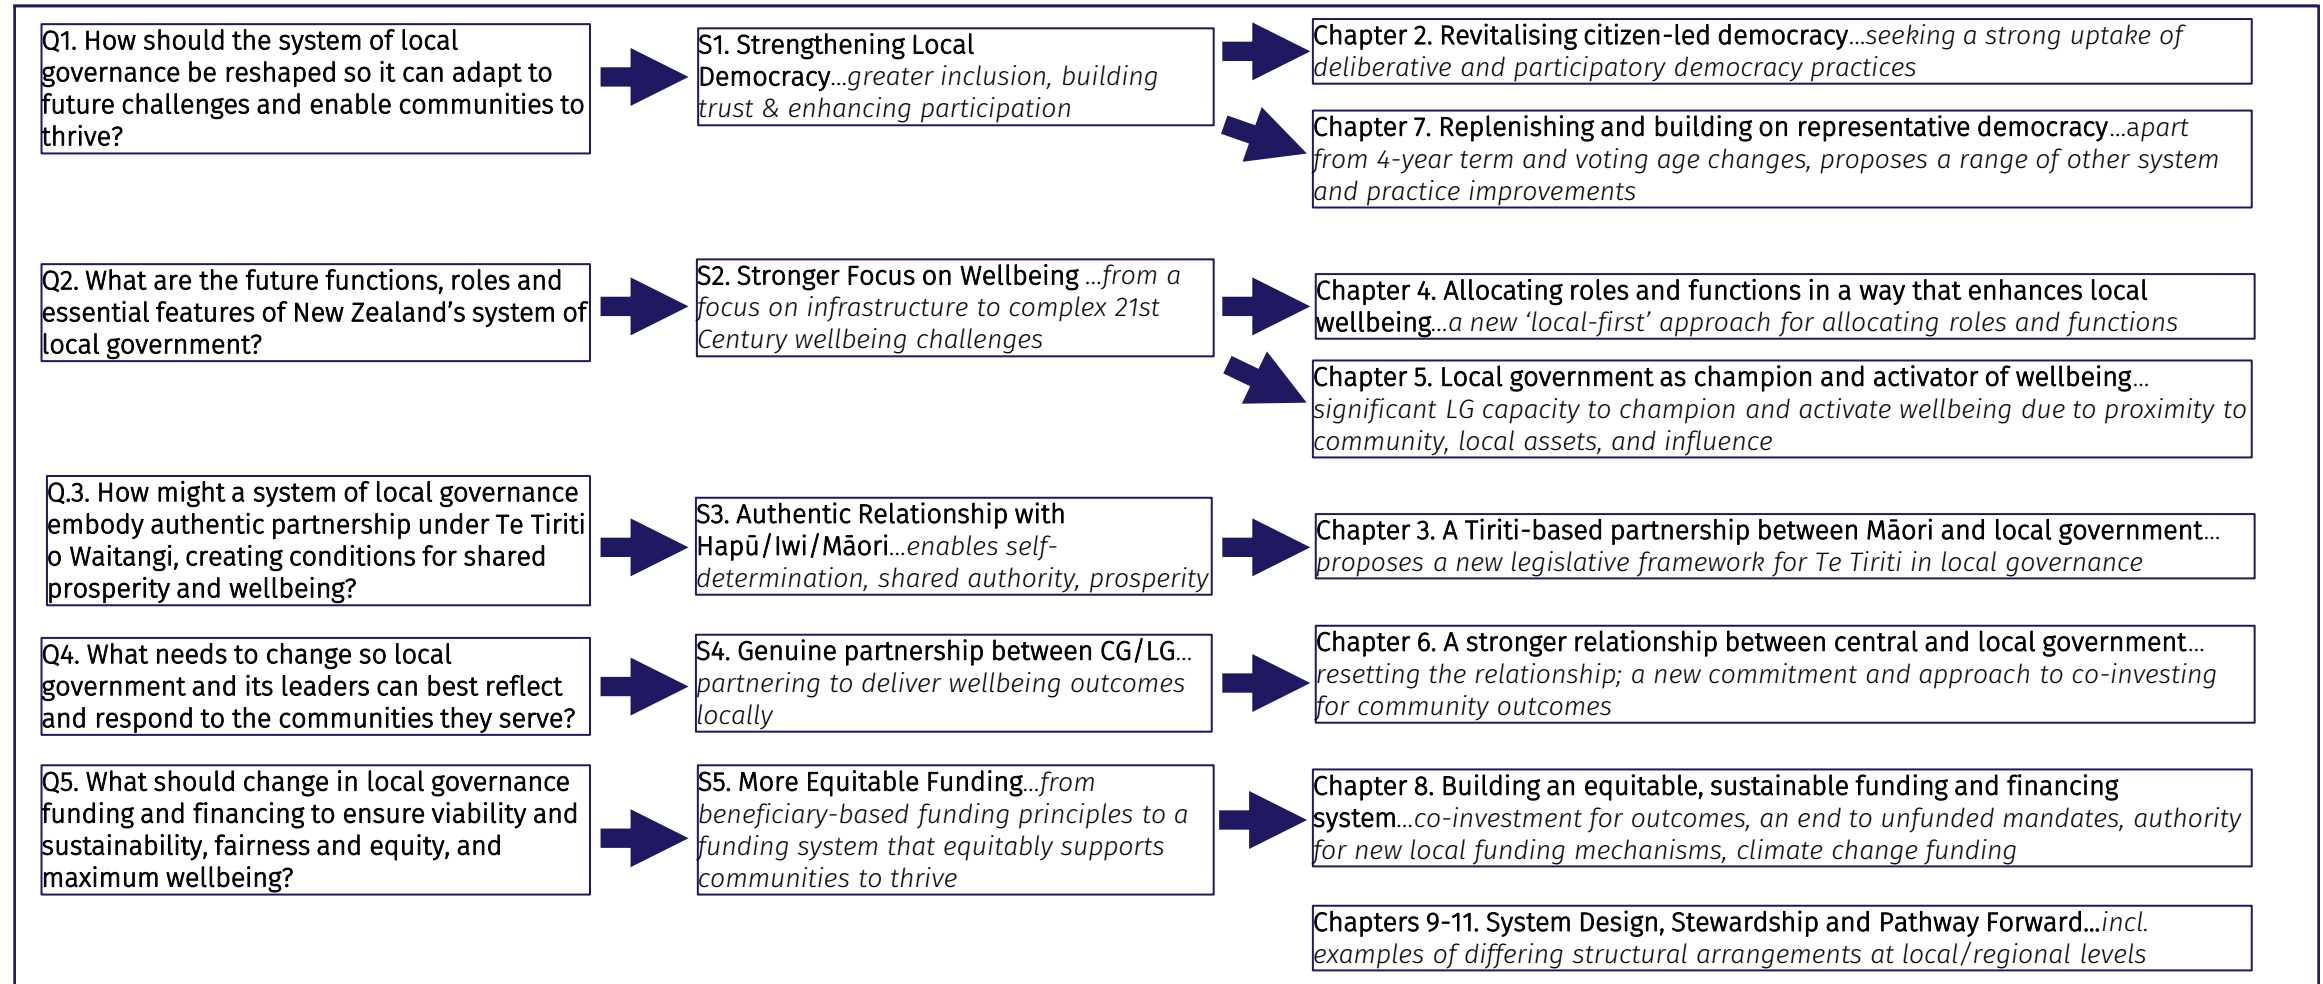 Q1. How should the system of local
governance be reshaped so it can adapt to
future challenges and enable communities to
thrive?
S1. Strengthening Local
Democracy...greater inclusion, building
trust & enhancing participation
Chapter 2. Revitalising citizen-led democracy...seeking a strong uptake of
deliberative and participatory democracy practices
Chapter 7. Replenishing and building on representative democracy...apart
from 4-year term and voting age changes, proposes a range of other system
and practice improvements
Q2. What are the future functions, roles and
essential features of New Zealand’s system of
local government?
S2. Stronger Focus on Wellbeing ...from a
focus on infrastructure to complex 21st
Century wellbeing challenges
Chapter 4. Allocating roles and functions in a way that enhances local
wellbeing...a new ‘local-first’ approach for allocating roles and functions
Chapter 5. Local government as champion and activator of wellbeing...
significant LG capacity to champion and activate wellbeing due to proximity to
community, local assets, and influence
Q.3. How might a system of local governance
embody authentic partnership under Te Tiriti
o Waitangi, creating conditions for shared
prosperity and wellbeing?
S3. Authentic Relationship with
Hapū/Iwi/Māori...enables self-
determination, shared authority, prosperity
Chapter 3. A Tiriti-based partnership between Māori and local government...
proposes a new legislative framework for Te Tiriti in local governance
Q4. What needs to change so local
government and its leaders can best reflect
and respond to the communities they serve?
S4. Genuine partnership between CG/LG...
partnering to deliver wellbeing outcomes
locally
Chapter 6. A stronger relationship between central and local government...
resetting the relationship; a new commitment and approach to co-investing
for community outcomes
Q5. What should change in local governance
funding and financing to ensure viability and
sustainability, fairness and equity, and
maximum wellbeing?
S5. More Equitable Funding...from
beneficiary-based funding principles to a
funding system that equitably supports
communities to thrive
Chapter 8. Building an equitable, sustainable funding and financing
system...co-investment for outcomes, an end to unfunded mandates, authority
for new local funding mechanisms, climate change funding
Chapters 9-11. System Design, Stewardship and Pathway Forward...incl.
examples of differing structural arrangements at local/regional levels